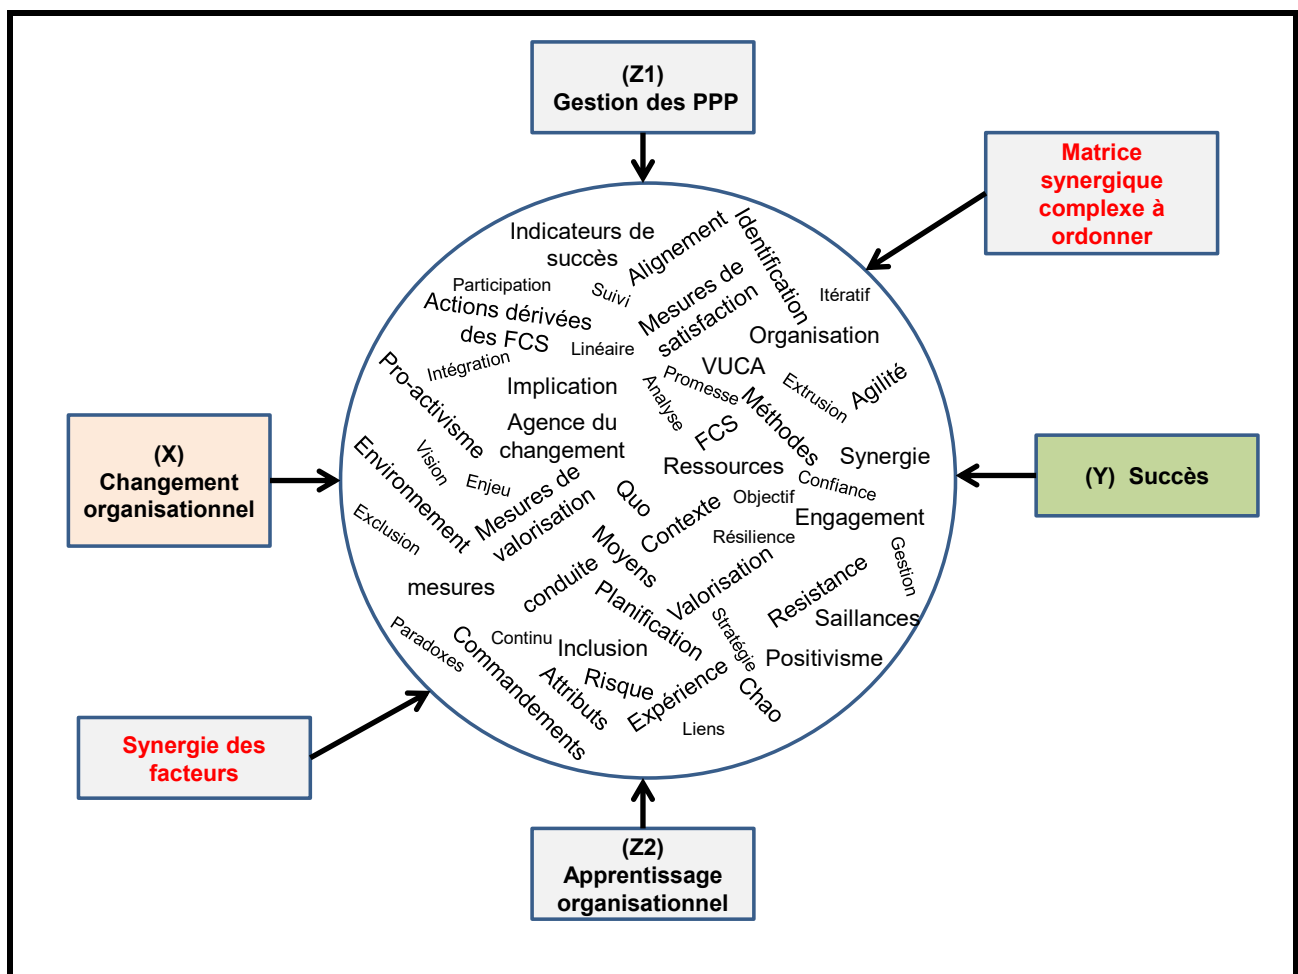 (Z1)
Gestion des PPP
Matrice
synergique
complexe à
ordonner
Indicateurs de
succès
Alignement
Identification
Participation
Suivi
Mesures de
satisfaction
Itératif
Actions dérivées
des FCS
Linéaire
Organisation
Pro-activisme
Intégration
Implication
VUCA
Promesse
Analyse
Extrusion
Agilité
Méthodes
(X)
Changement
organisationnel
Agence du
changement
FCS
Ressources
Synergie
(Y) Succès
Environnement
Vision
Enjeu
Mesures de
valorisation
Quo
Contexte
Objectif
Confiance
Engagement
Exclusion
Moyens
Résilience
Gestion
mesures
conduite
Planification
Valorisation
Resistance
Saillances
Paradoxes
Commandements
Continu
Inclusion
Stratégie
Positivisme
Attributs
Risque
Expérience
Chao
Liens
Synergie des
facteurs
(Z2)
Apprentissage
organisationnel